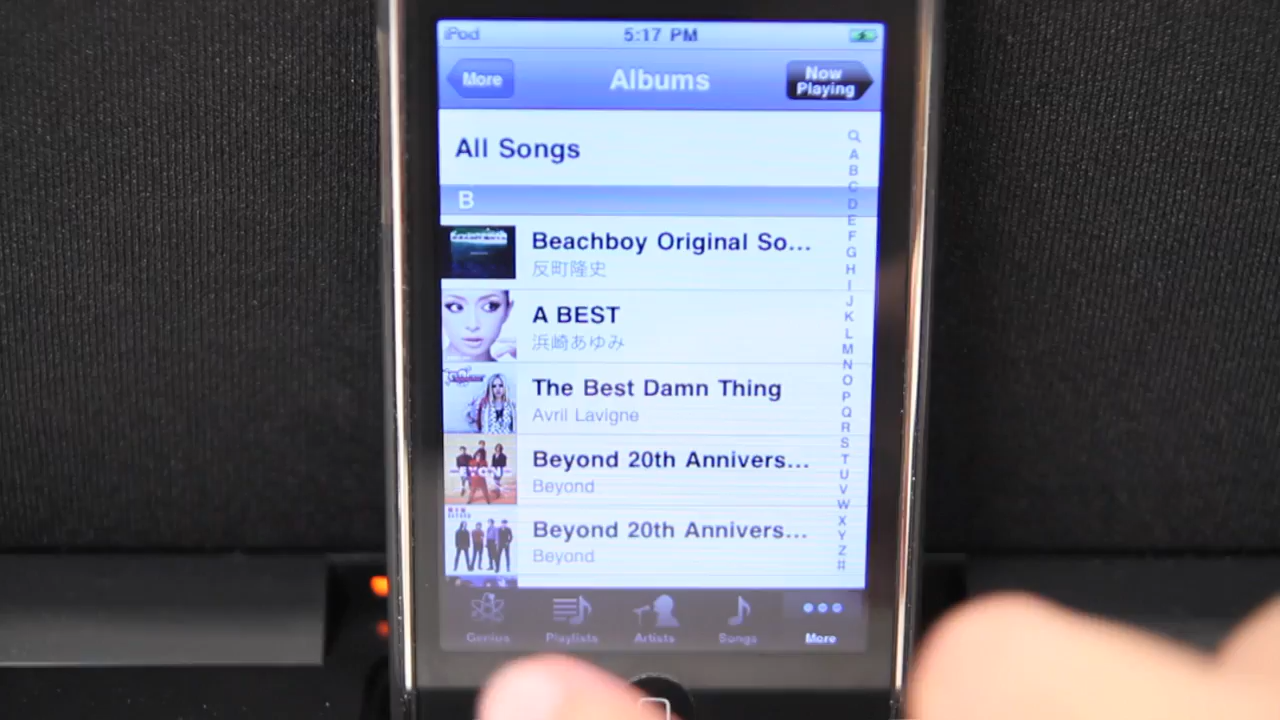 iPod 5:17 PM
More Albums Now Playing
All Songs
B
Beachboy Original So...
反町隆史
A BEST
浜崎あゆみ
The Best Damn Thing
Avril Lavigne
Beyond 20th Annivers...
Beyond
Beyond 20th Annivers...
Beyond
A
B
C
D
E
F
G
H
I
J
K
L
M
N
O
P
Q
R
S
T
U
V
W
X
Y
Z
#
Genius Playlists Artists Songs More